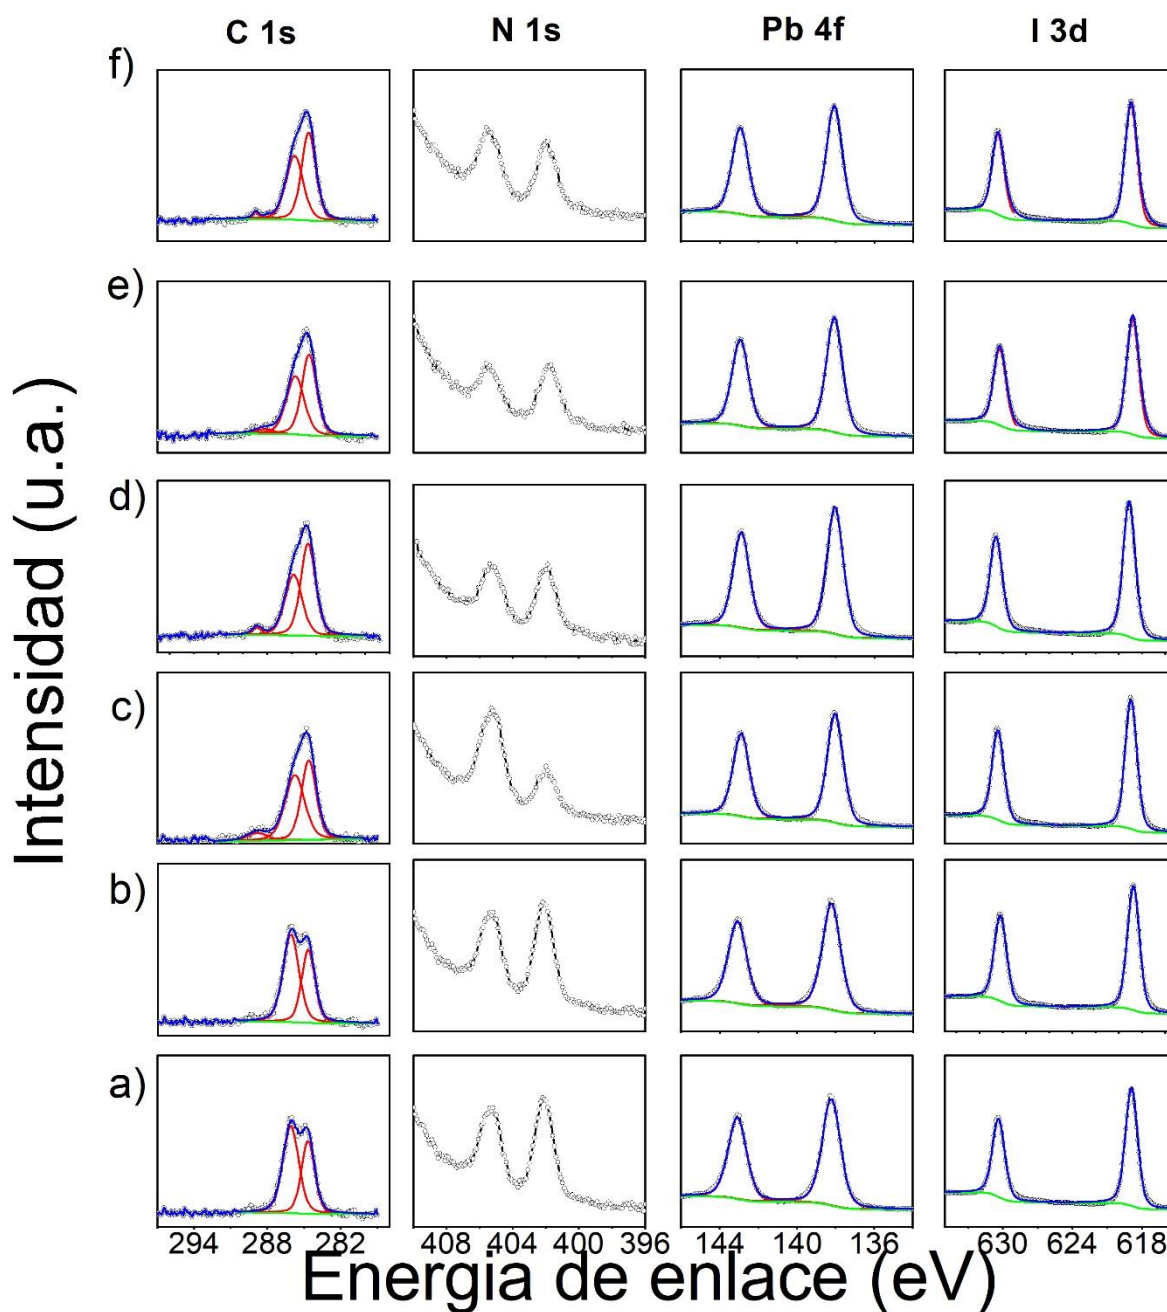 C 1s N 1s Pb 4f I 3d
f)
e)
d)
c)
b)
a)
Intensidad (u.a.)
294 288 282 408 404 400 396 144 140 136 630 624 618
Energia de enlace (eV)